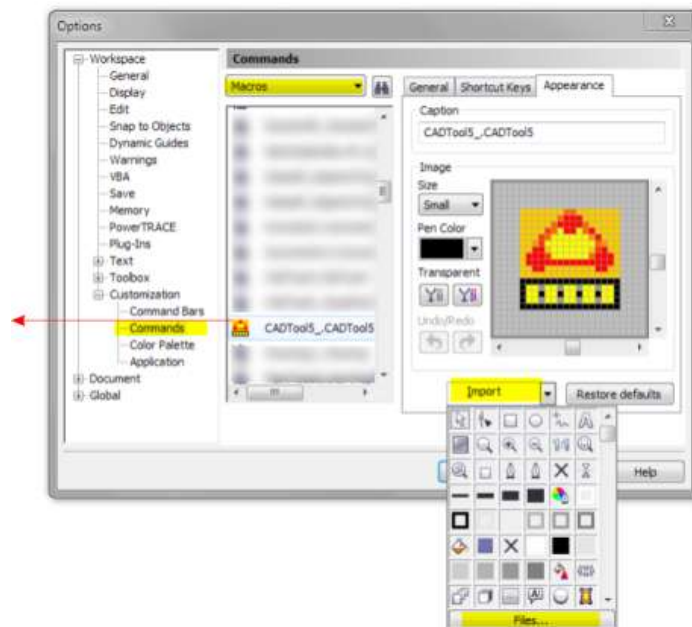 Options
Workspace
General
Display
Edit
Snap to Objects
Dynamic Guides
Warnings
VBA
Save
Memory
PowerTRACE
Plug-Ins
Text
Toolbox
Customization
Command Bars
Commands
Color Palette
Application
Document
Global
Commands
Macros
CADTool5_.CADTool5
General Shortcut Keys Appearance
Caption
CADTool5_.CADTool5
Image
Size
Small
Pen Color
Transparent
Undo/Redo
Import
Restore defaults
Help
Files...